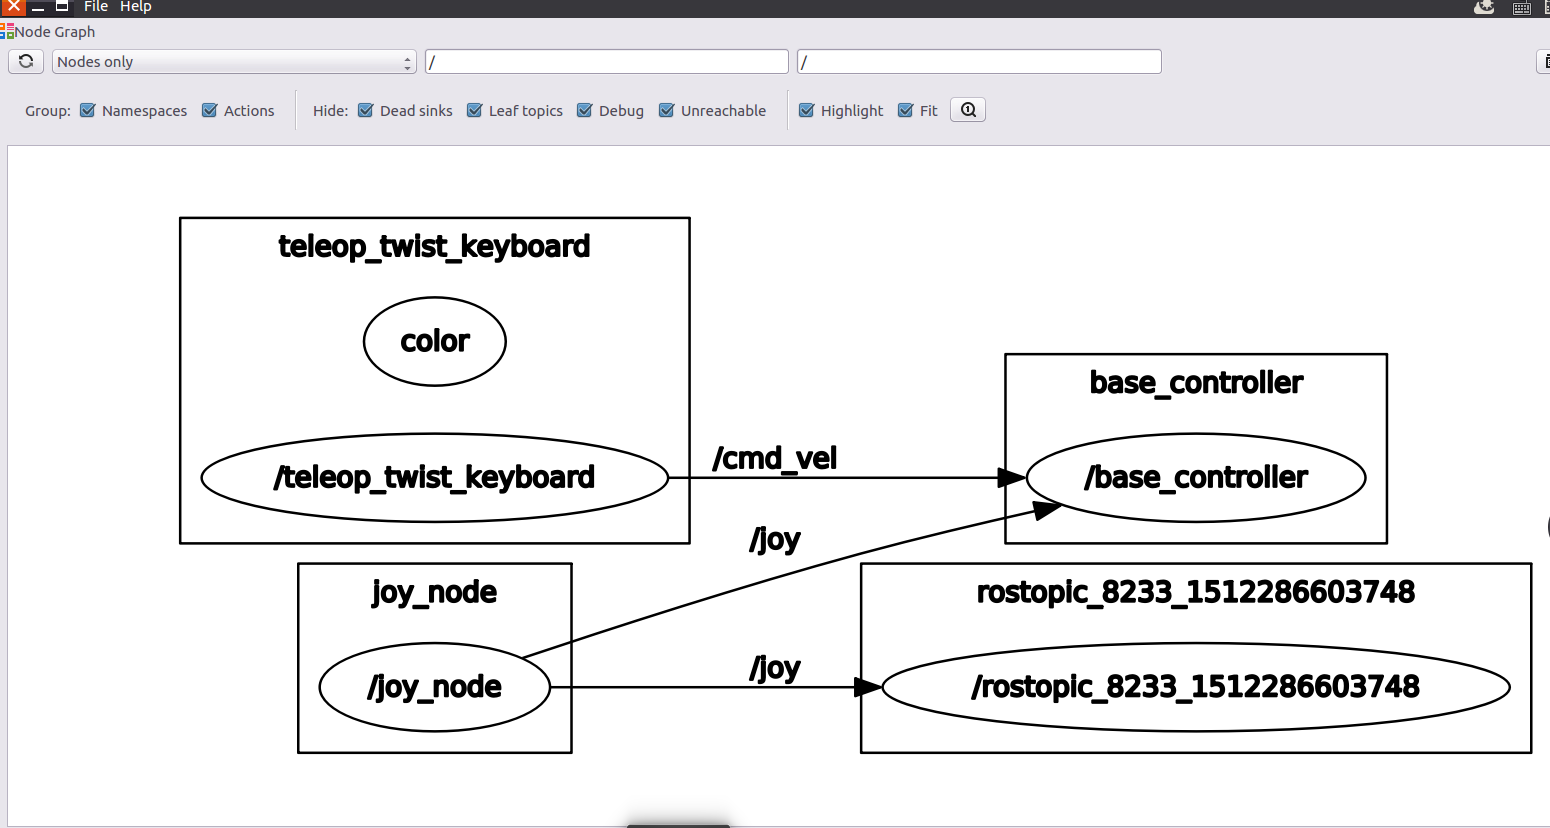 File Help
Node Graph
Nodes only / /
Group: Namespaces Actions Hide: Dead sinks Leaf topics Debug Unreachable Highlight Fit
teleop_twist_keyboard
color
base_controller
/teleop_twist_keyboard
/cmd_vel
/base_controller
/joy
joy_node
rostopic_8233_1512286603748
/joy_node
/joy
/rostopic_8233_1512286603748